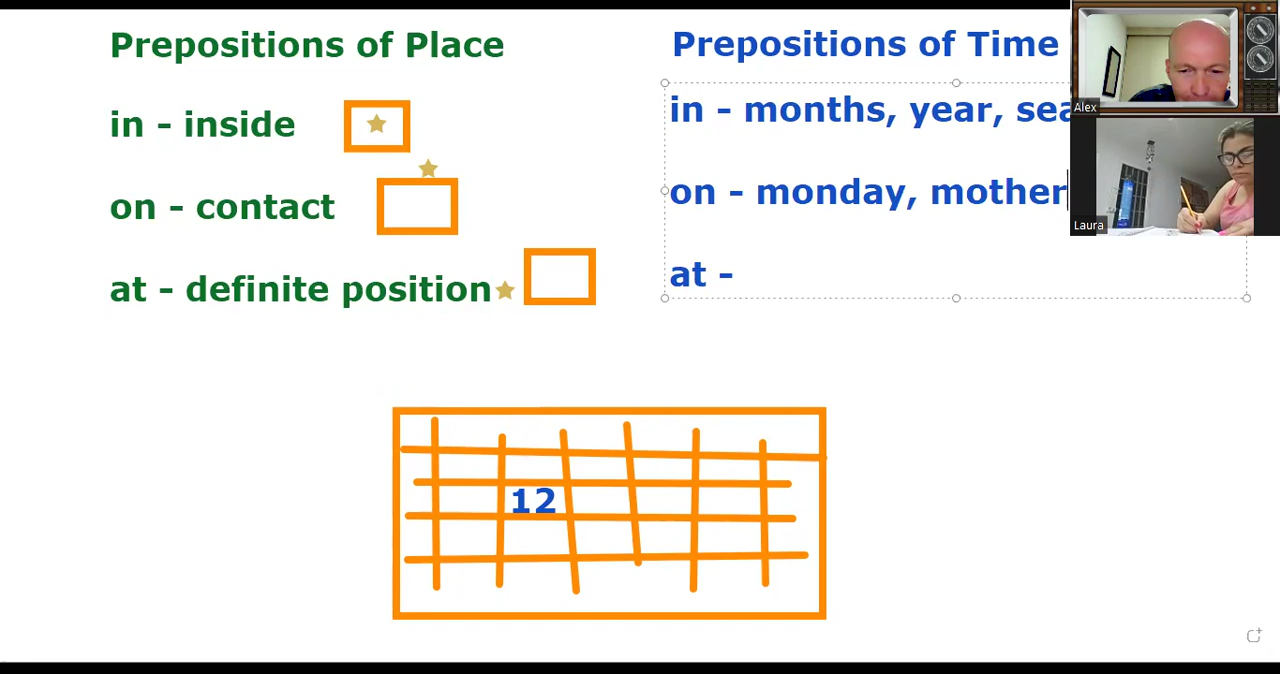 Prepositions of Place
in - inside
on - contact
at - definite position
Prepositions of Time
in - months, year,
on - monday, mother
at -
12
Alex
Laura